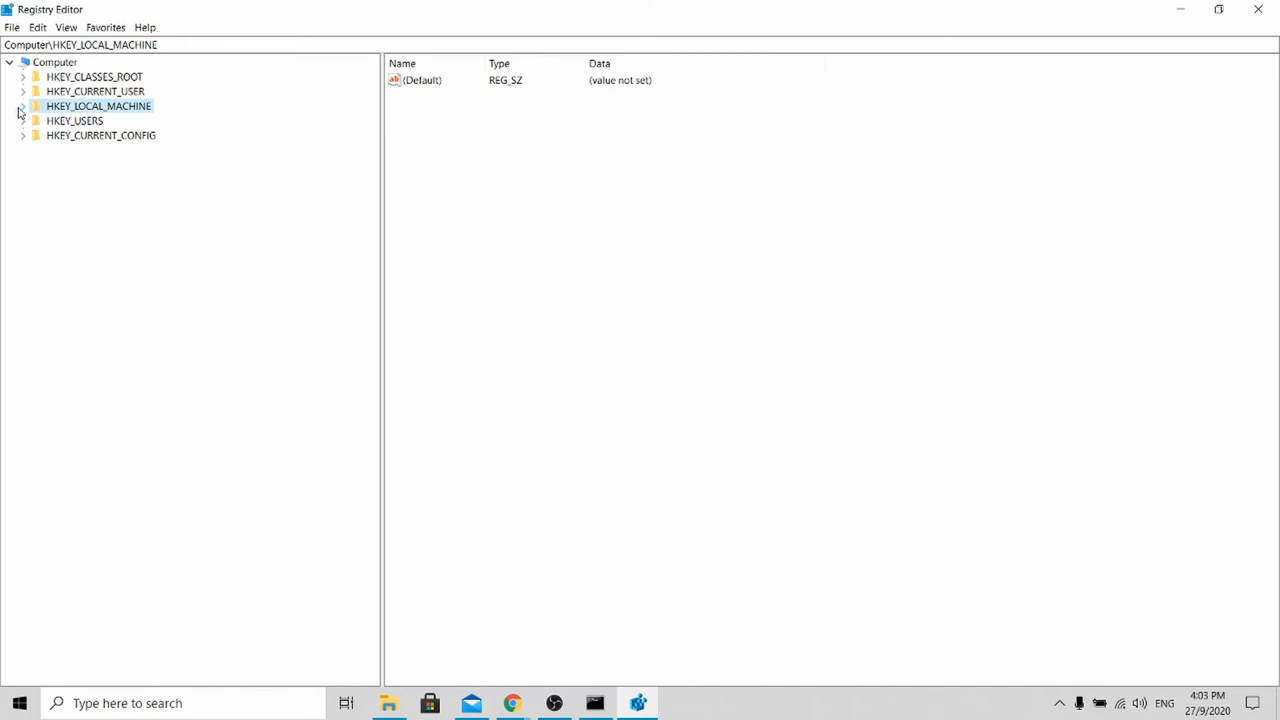 Registry Editor
File Edit View Favorites Help
Computer\HKEY_LOCAL_MACHINE
Computer
HKEY_CLASSES_ROOT
HKEY_CURRENT_USER
HKEY_LOCAL_MACHINE
HKEY_USERS
HKEY_CURRENT_CONFIG
Name Type Data
ab (Default) REG_SZ (value not set)
Type here to search
ENG
4:03 PM
27/9/2020